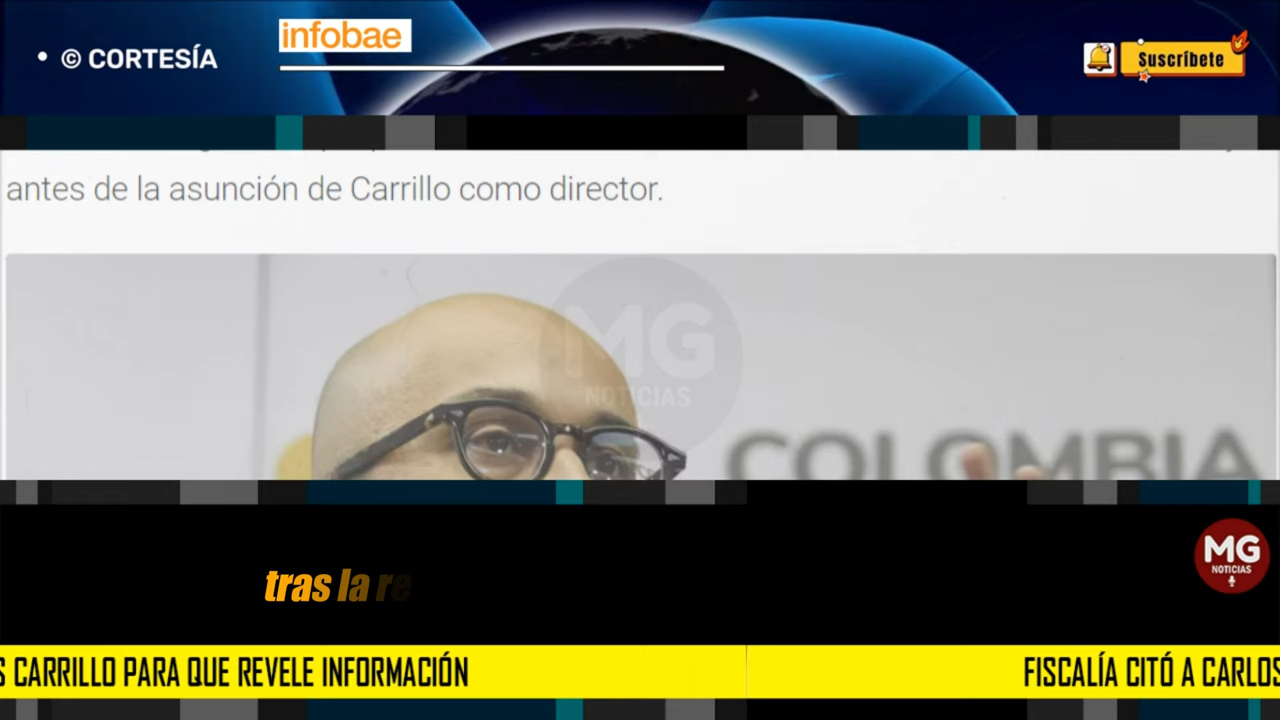 infobae
© CORTESÍA
Suscríbete
antes de la asunción de Carrillo como director.
MG
NOTICIAS
COLOMBIA
MG
NOTICIAS
tras la re
S CARRILLO PARA QUE REVELE INFORMACIÓN
FISCALÍA CITÓ A CARLOS